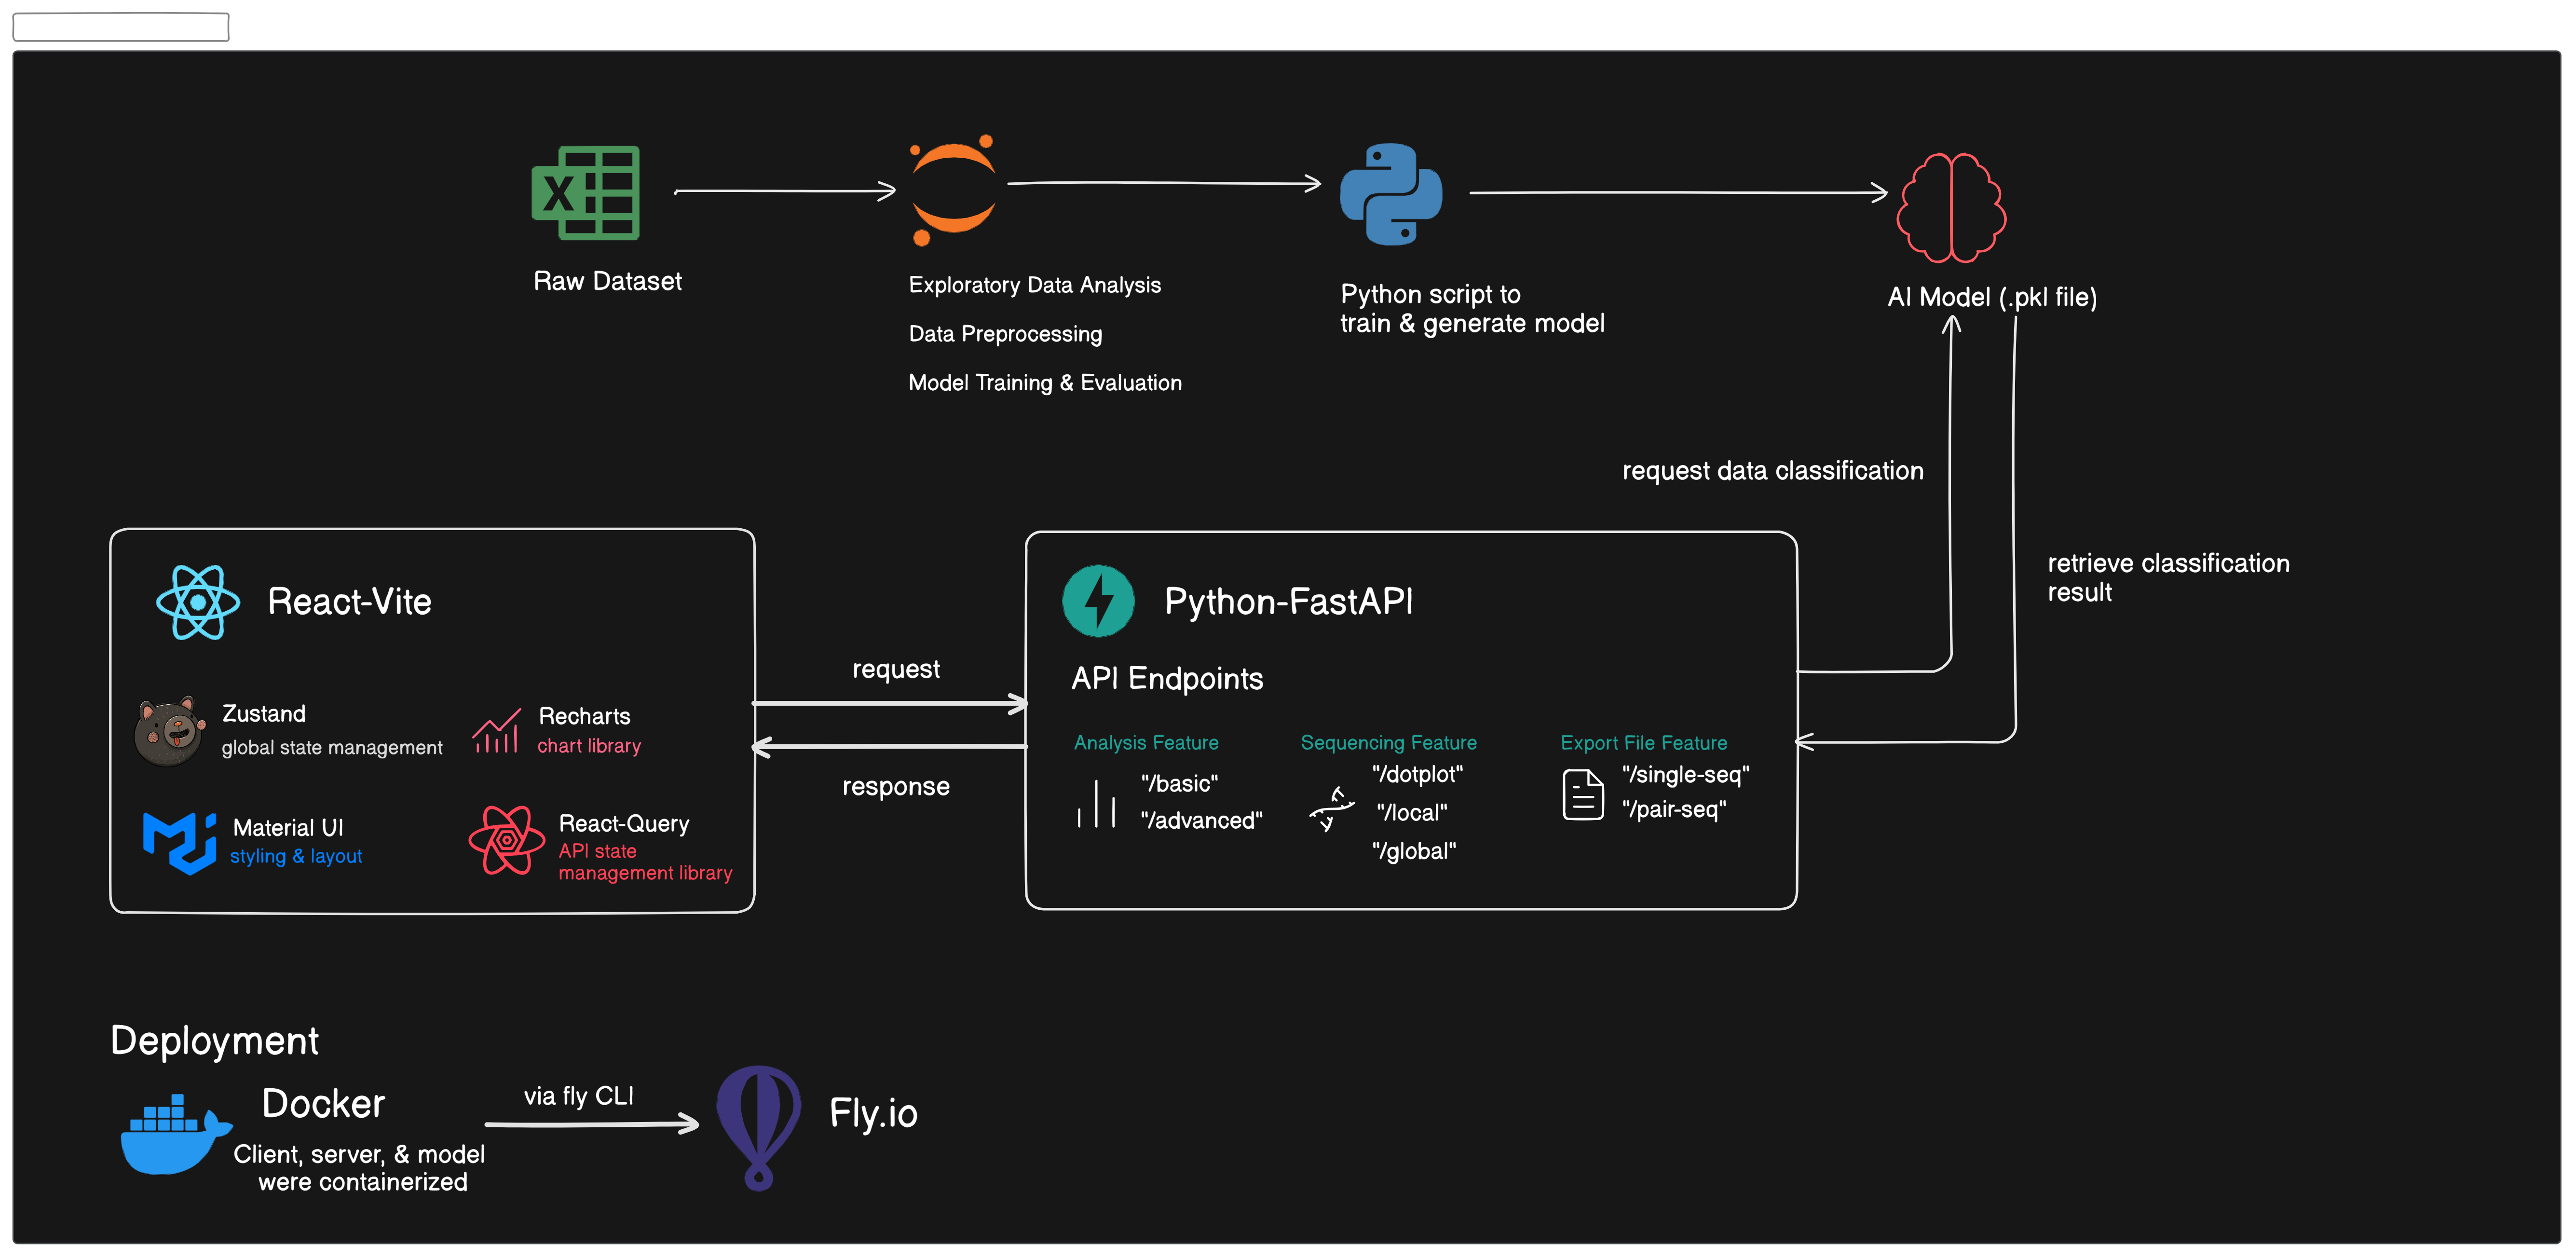 X
Raw Dataset
Exploratory Data Analysis
Data Preprocessing
Model Training & Evaluation
Python script to
train & generate model
AI Model (.pkl file)
request data classification
retrieve classification
result
React-Vite
Zustand
global state management
Recharts
chart library
Material UI
styling & layout
React-Query
API state
management library
request
response
Python-FastAPI
API Endpoints
Analysis Feature
"/basic"
"/advanced"
Sequencing Feature
"/dotplot"
"/local"
"/global"
Export File Feature
"/single-seq"
"/pair-seq"
Deployment
Docker
Client, server, & model
were containerized
via fly CLI
Fly.io